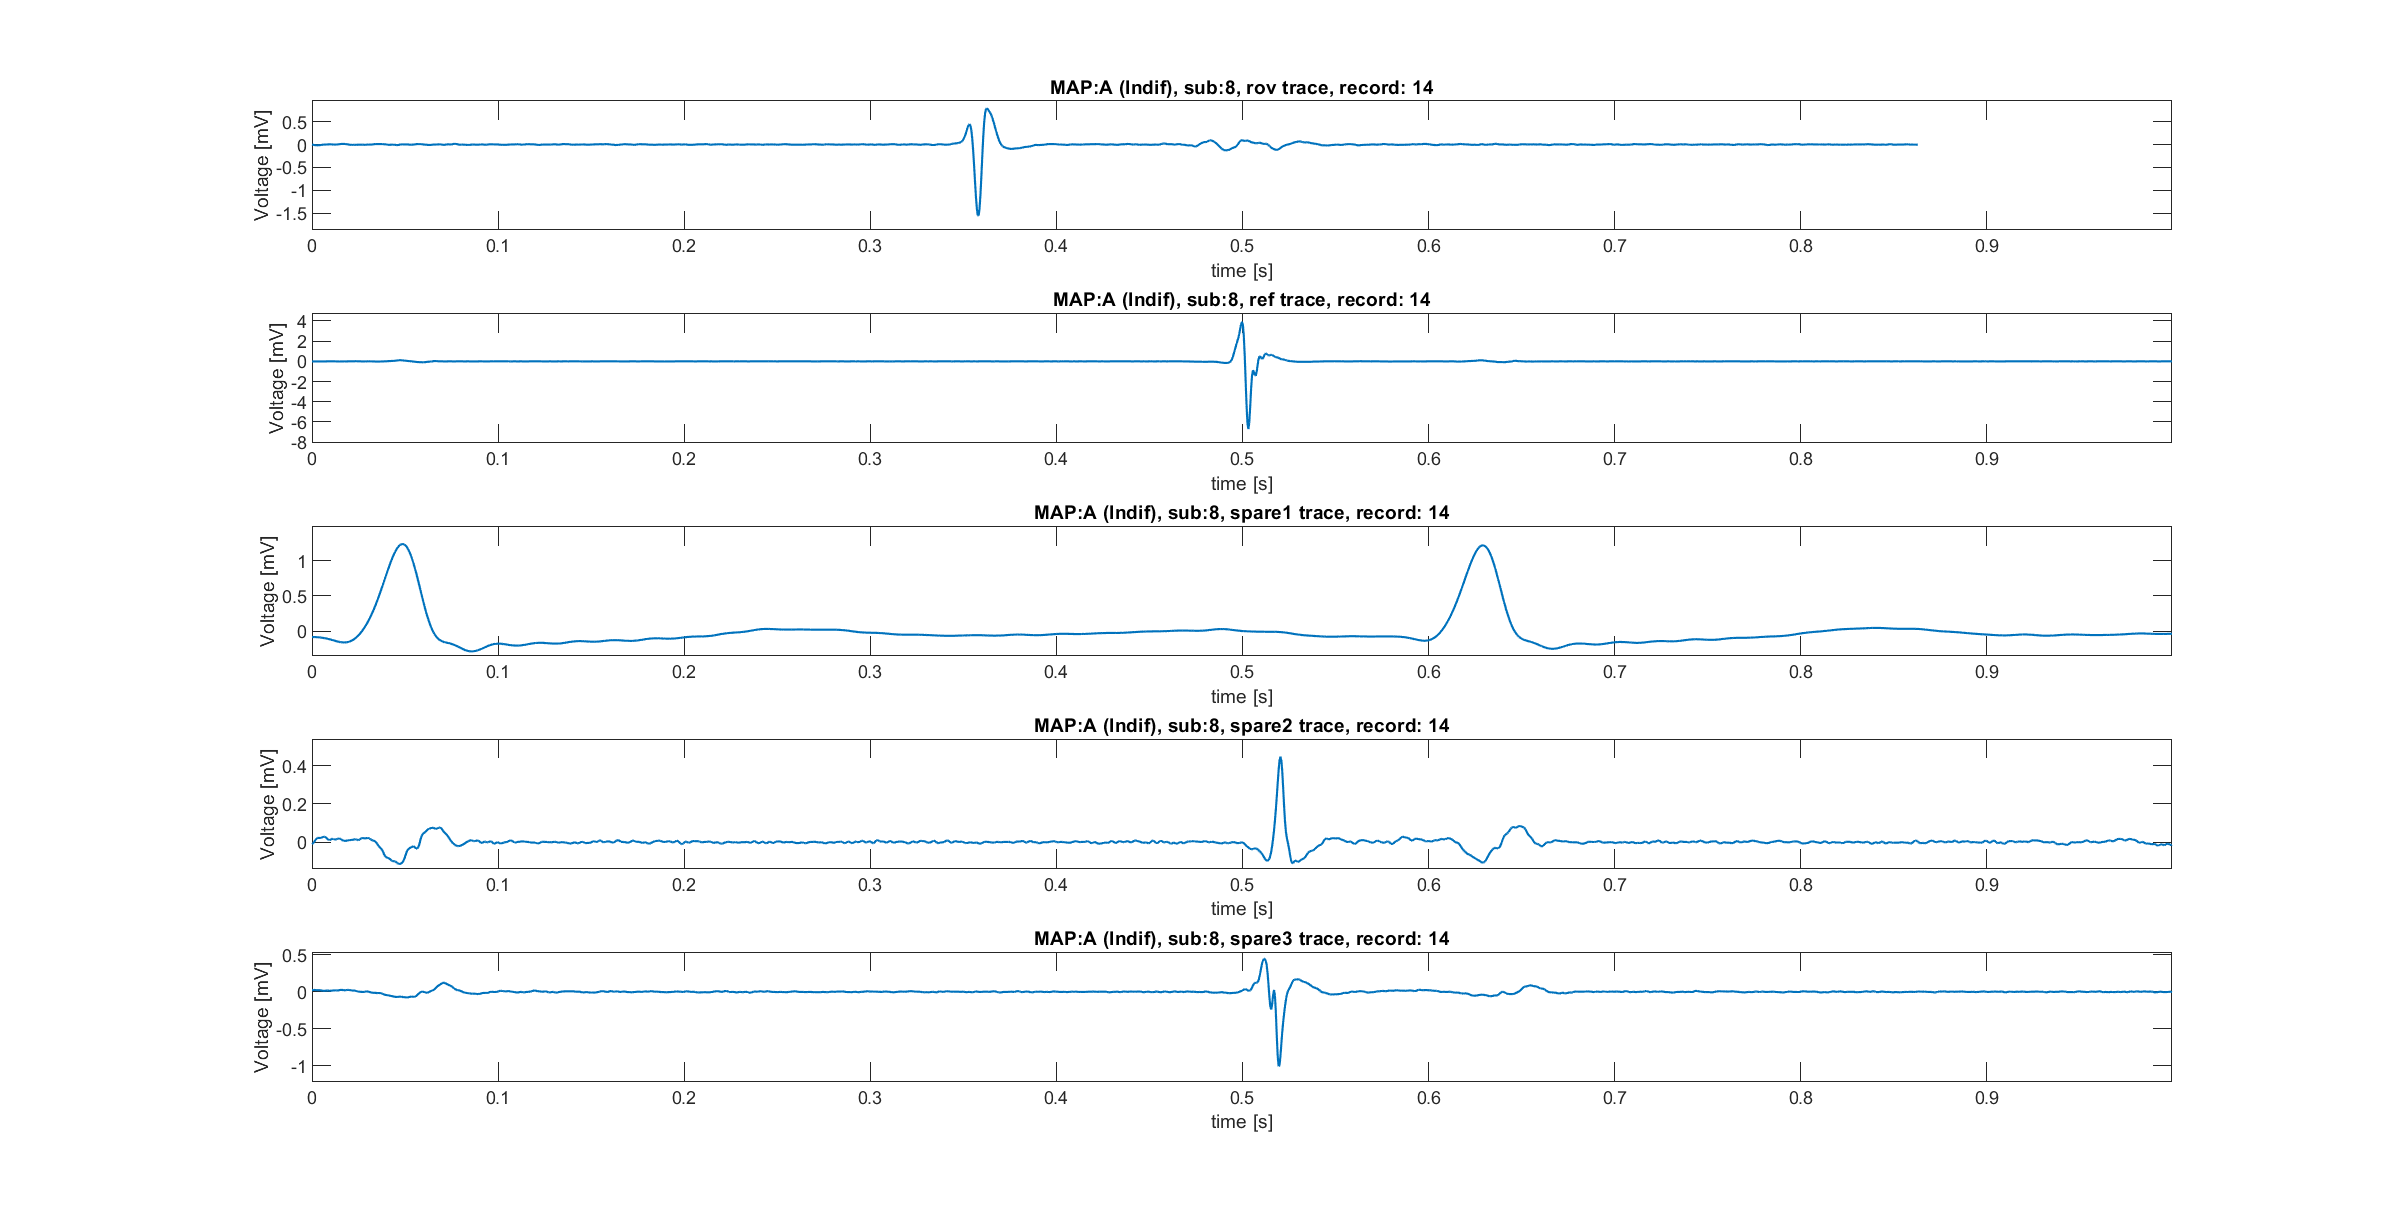 MAP:A (Indif), sub:8, rov trace, record: 14
Voltage [mV]
0.5
0
-0.5
-1
-1.5
0 0.1 0.2 0.3 0.4 0.5 0.6 0.7 0.8 0.9
time [s]
MAP:A (Indif), sub:8, ref trace, record: 14
Voltage [mV]
4
2
0
-2
-4
-6
-8
0 0.1 0.2 0.3 0.4 0.5 0.6 0.7 0.8 0.9
time [s]
MAP:A (Indif), sub:8, spare1 trace, record: 14
Voltage [mV]
1
0.5
0
0 0.1 0.2 0.3 0.4 0.5 0.6 0.7 0.8 0.9
time [s]
MAP:A (Indif), sub:8, spare2 trace, record: 14
Voltage [mV]
0.4
0.2
0
0 0.1 0.2 0.3 0.4 0.5 0.6 0.7 0.8 0.9
time [s]
MAP:A (Indif), sub:8, spare3 trace, record: 14
Voltage [mV]
0.5
0
-0.5
-1
0 0.1 0.2 0.3 0.4 0.5 0.6 0.7 0.8 0.9
time [s]